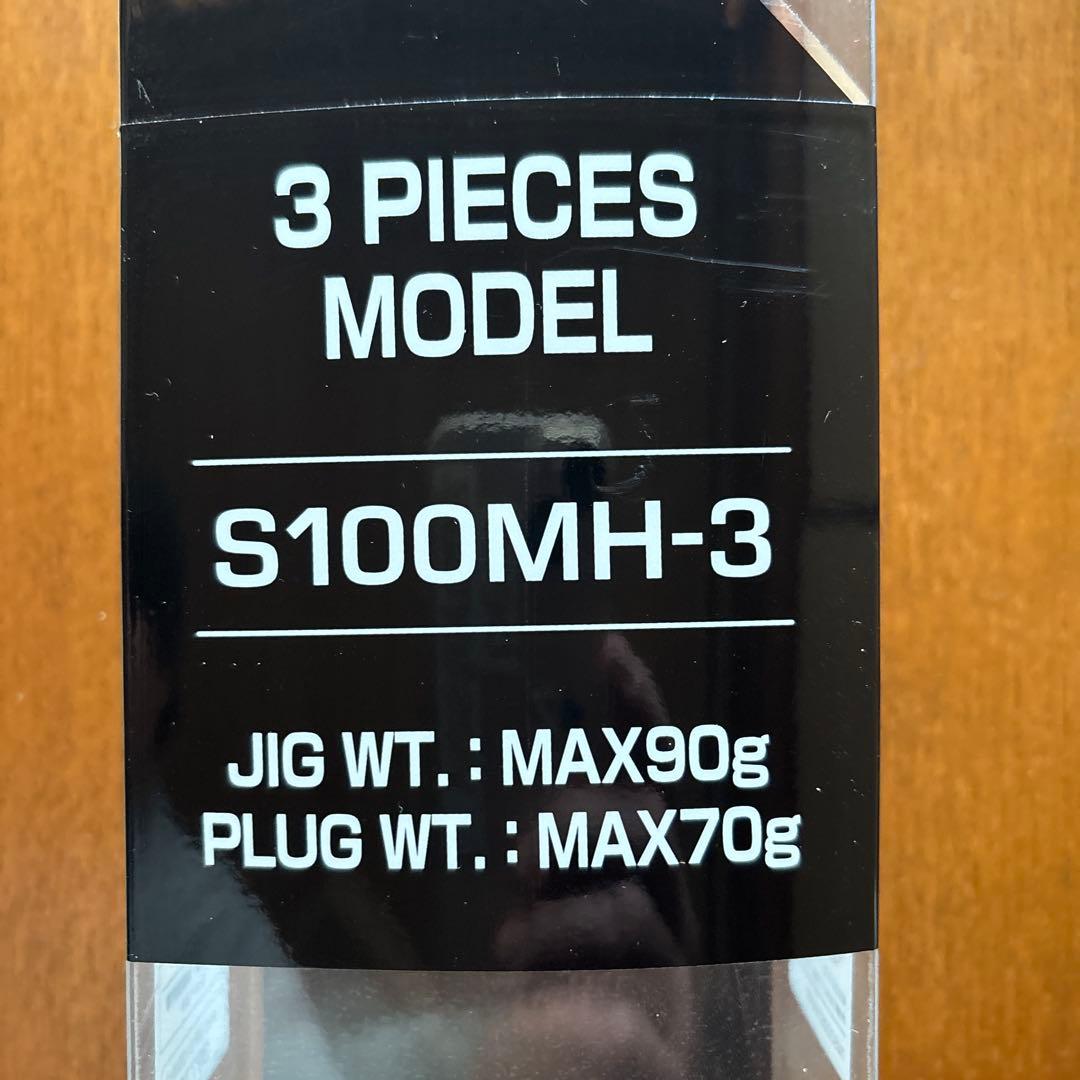 3 PIECES
MODEL
S100MH-3
JIG WT. : MAX90g
PLUG WT. : MAX70g